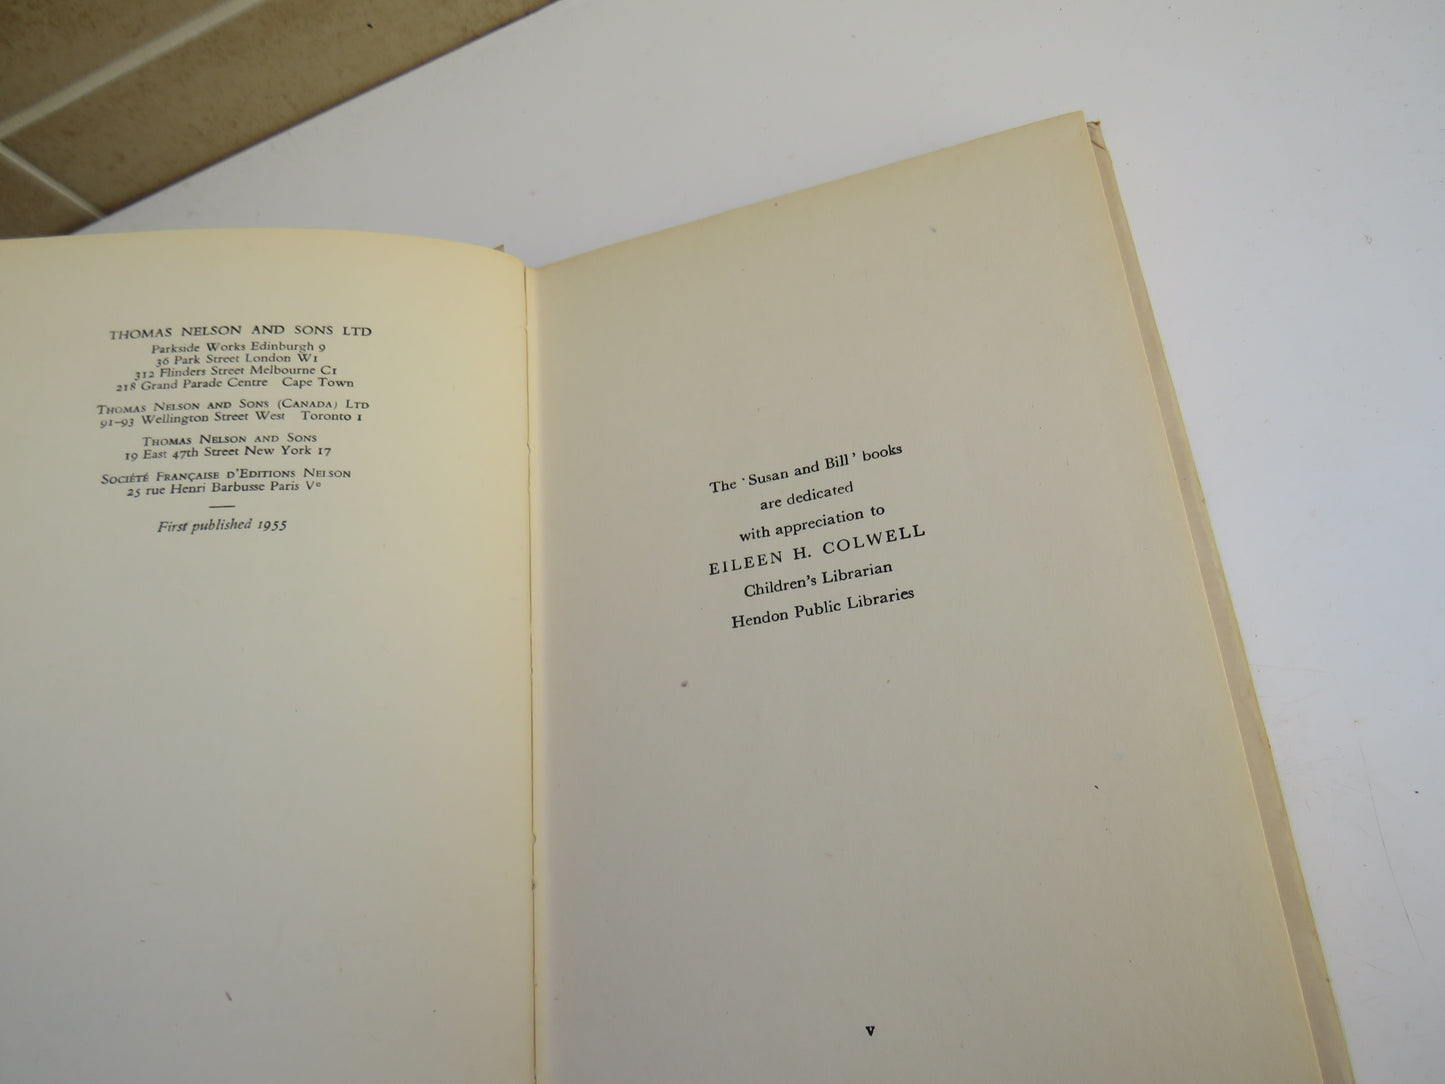 THOMAS NELSON AND SONS LTD
Parkside Works Edinburgh 9
36 Park Street London W1
312 Flinders Street Melbourne C1
218 Grand Parade Centre Cape Town
THOMAS NELSON AND SONS (CANADA) LTD
91–93 Wellington Street West Toronto 1
THOMAS NELSON AND SONS
19 East 47th Street New York 17
SOCIÉTÉ FRANÇAISE D'EDITIONS NELSON
25 rue Henri Barbusse Paris Ve
First published 1955
The 'Susan and Bill' books
are dedicated
with appreciation to
EILEEN H. COLWELL
Children's Librarian
Hendon Public Libraries
v